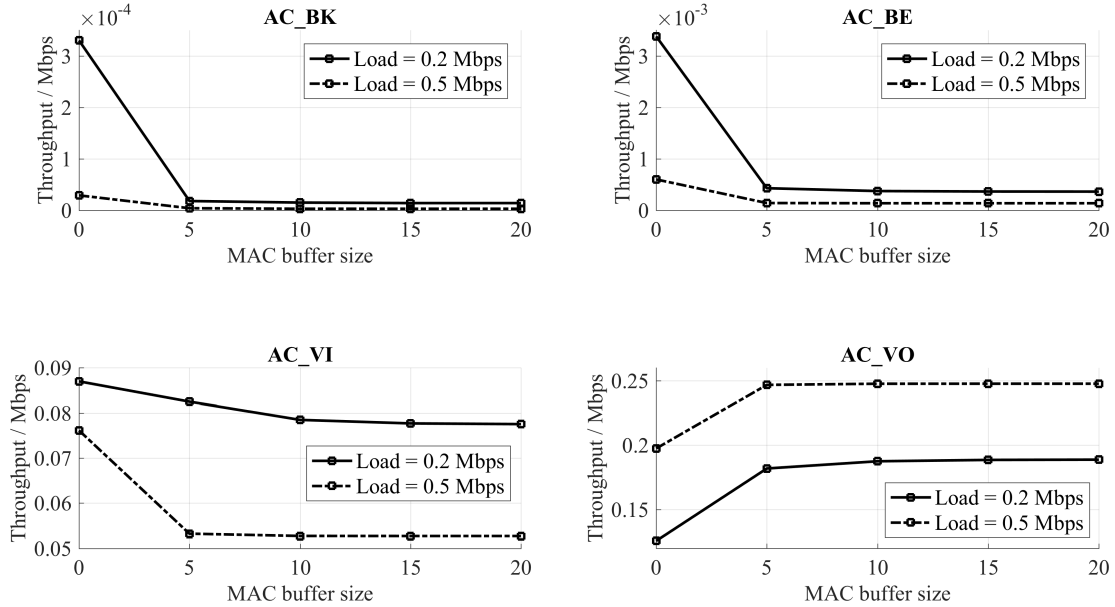 ×10⁻⁴
AC_BK
3
2
1
0
Throughput / Mbps
Load = 0.2 Mbps
Load = 0.5 Mbps
0 5 10 15 20
MAC buffer size
×10⁻³
AC_BE
3
2
1
0
Throughput / Mbps
Load = 0.2 Mbps
Load = 0.5 Mbps
0 5 10 15 20
MAC buffer size
AC_VI
0.09
0.08
0.07
0.06
0.05
Throughput / Mbps
Load = 0.2 Mbps
Load = 0.5 Mbps
0 5 10 15 20
MAC buffer size
AC_VO
0.25
0.2
0.15
Throughput / Mbps
Load = 0.2 Mbps
Load = 0.5 Mbps
0 5 10 15 20
MAC buffer size